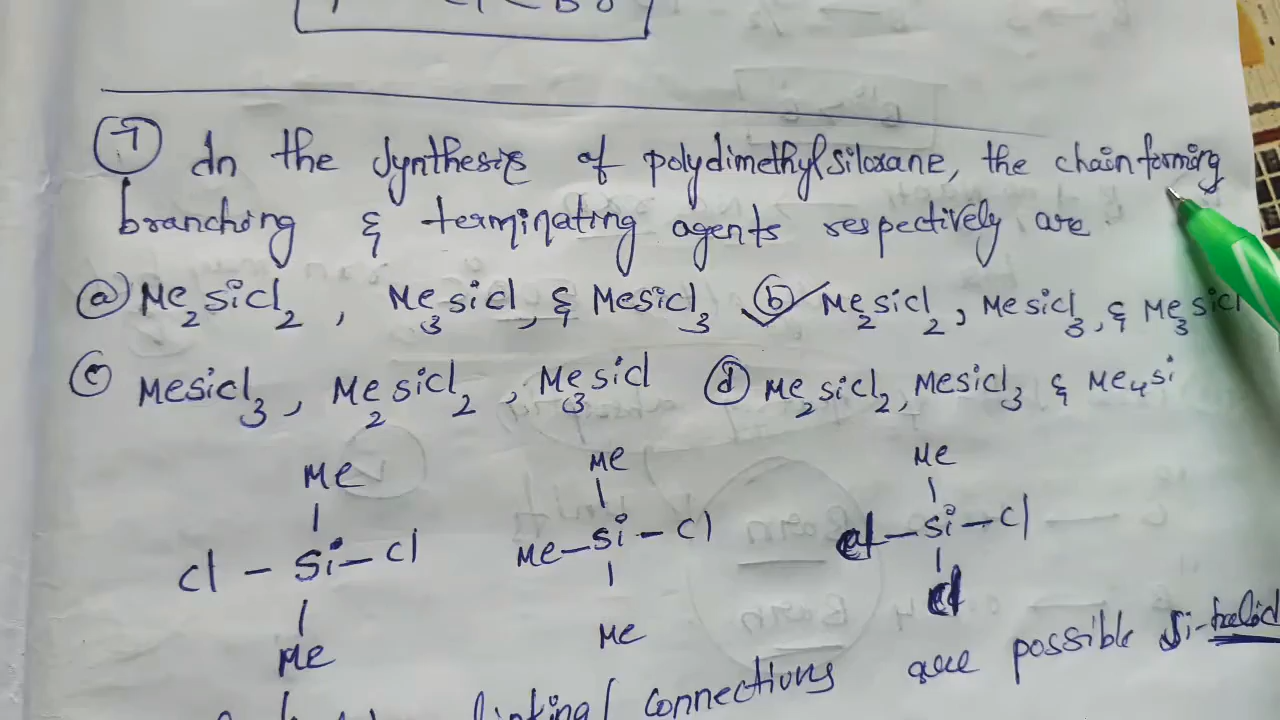 ⑦ In the Synthesis of polydimethylsiloxane, the chain forming
branching & terminating agents respectively are
ⓐ Me₂SiCl₂, Me₃SiCl, & MeSiCl₃ ⓑ Me₂SiCl₂, MeSiCl₃, & Me₃SiCl
ⓒ MeSiCl₃, Me₂SiCl₂, Me₃SiCl ⓓ Me₂SiCl₂, MeSiCl₃ & Me₄Si
Me Me Me
Cl - Si - Cl Me - Si - Cl Cl - Si - Cl
Me Me Cl
connections are possible Si-